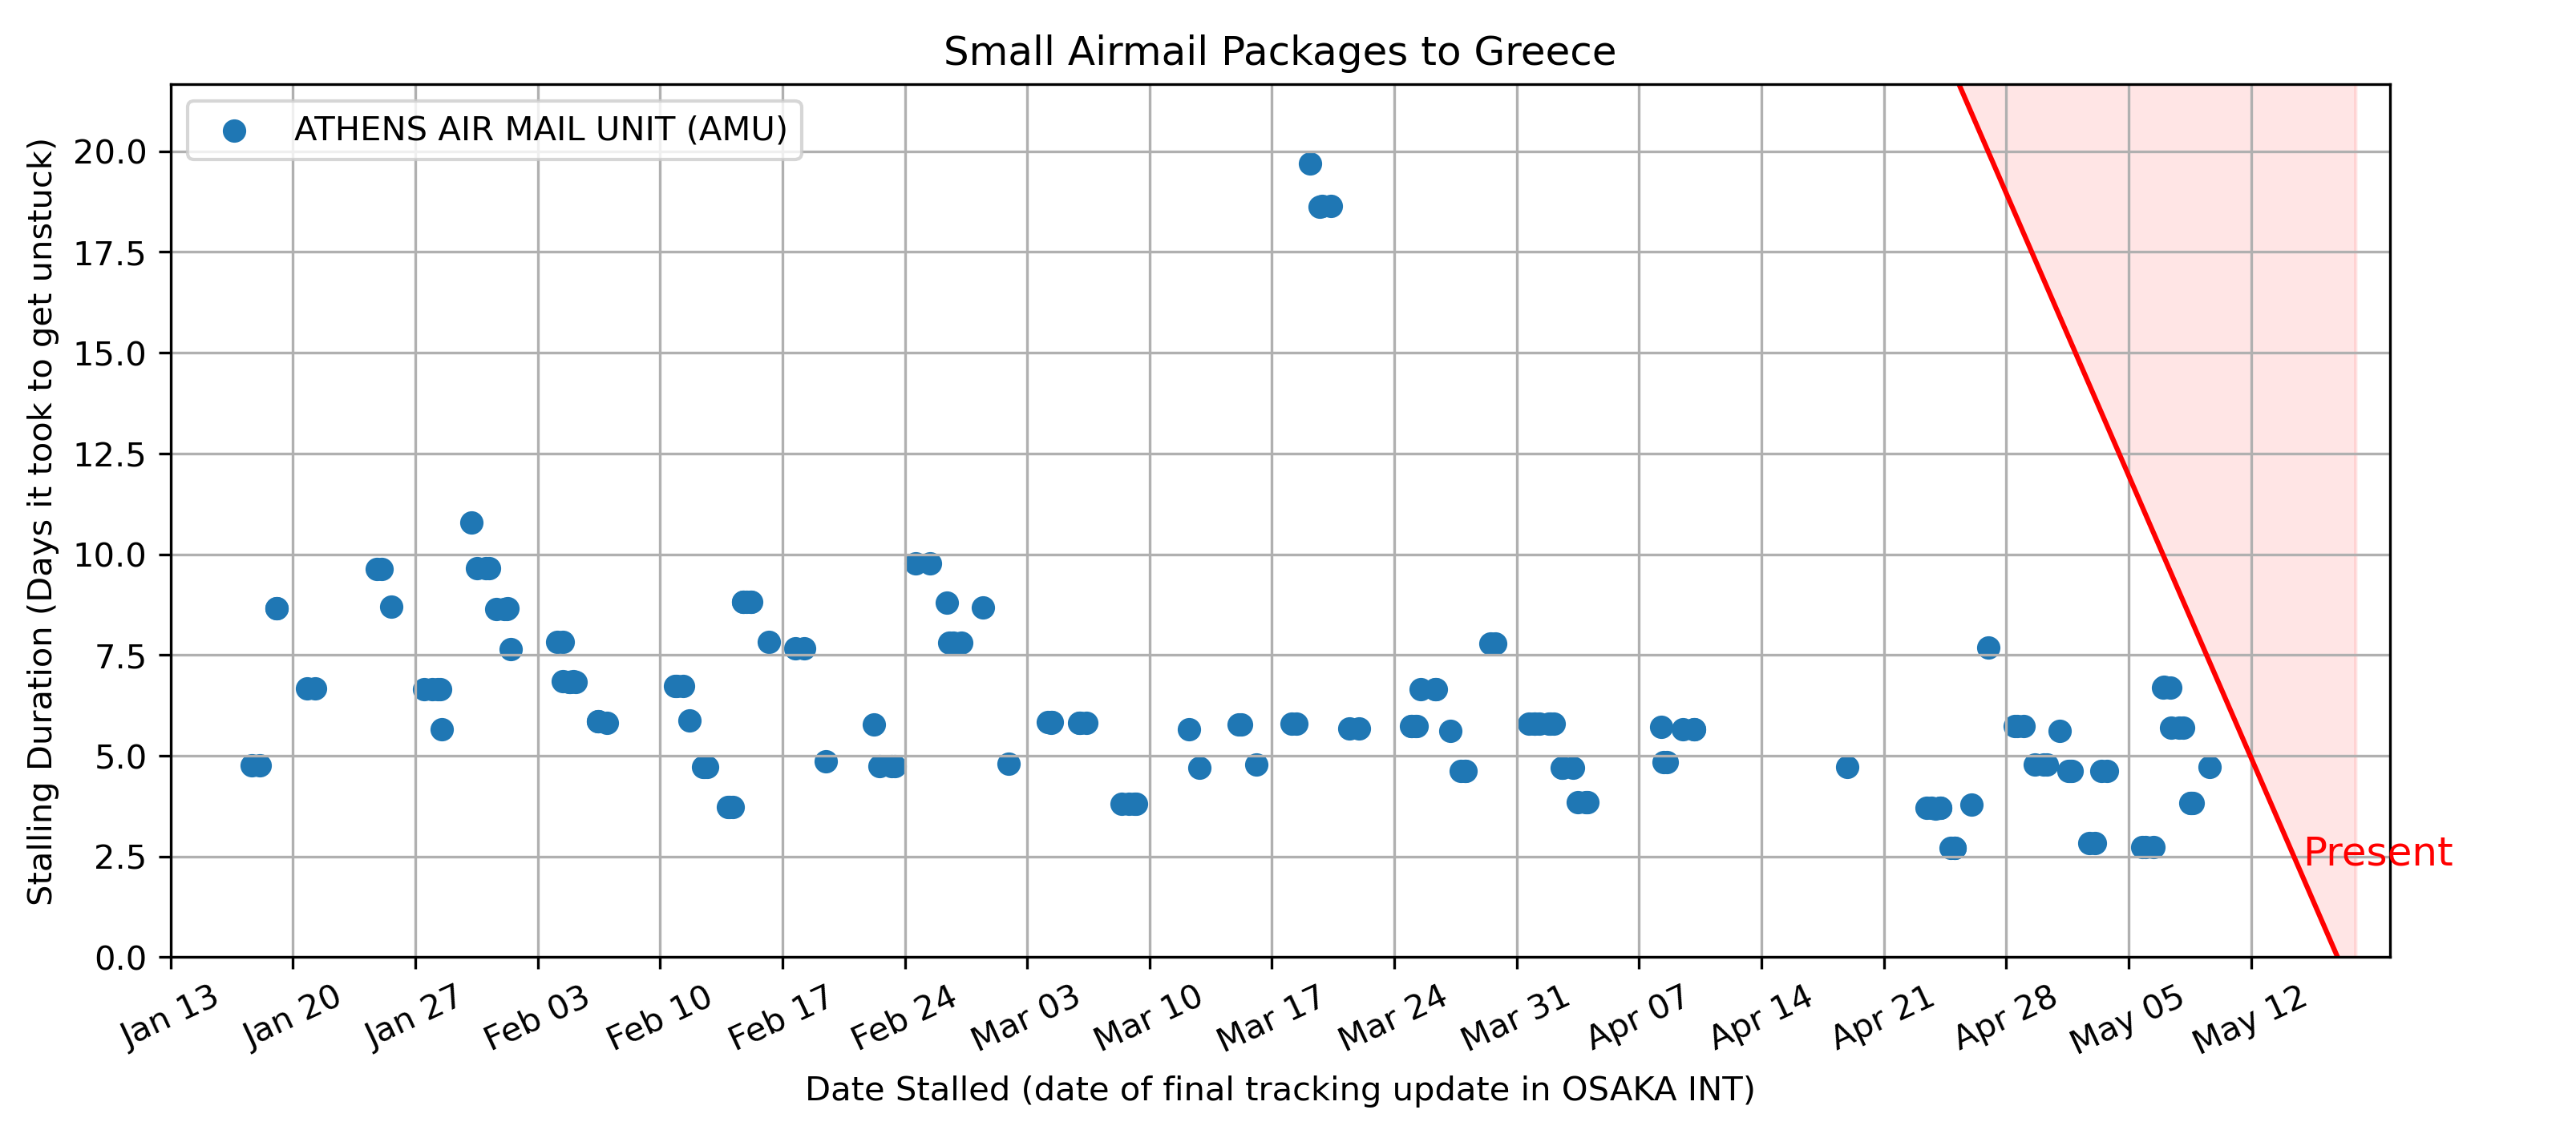 Small Airmail Packages to Greece
ATHENS AIR MAIL UNIT (AMU)
Stalling Duration (Days it took to get unstuck)
20.0
17.5
15.0
12.5
10.0
7.5
5.0
2.5
0.0
Present
Jan 13
Jan 20
Jan 27
Feb 03
Feb 10
Feb 17
Feb 24
Mar 03
Mar 10
Mar 17
Mar 24
Mar 31
Apr 07
Apr 14
Apr 21
Apr 28
May 05
May 12
Date Stalled (date of final tracking update in OSAKA INT)